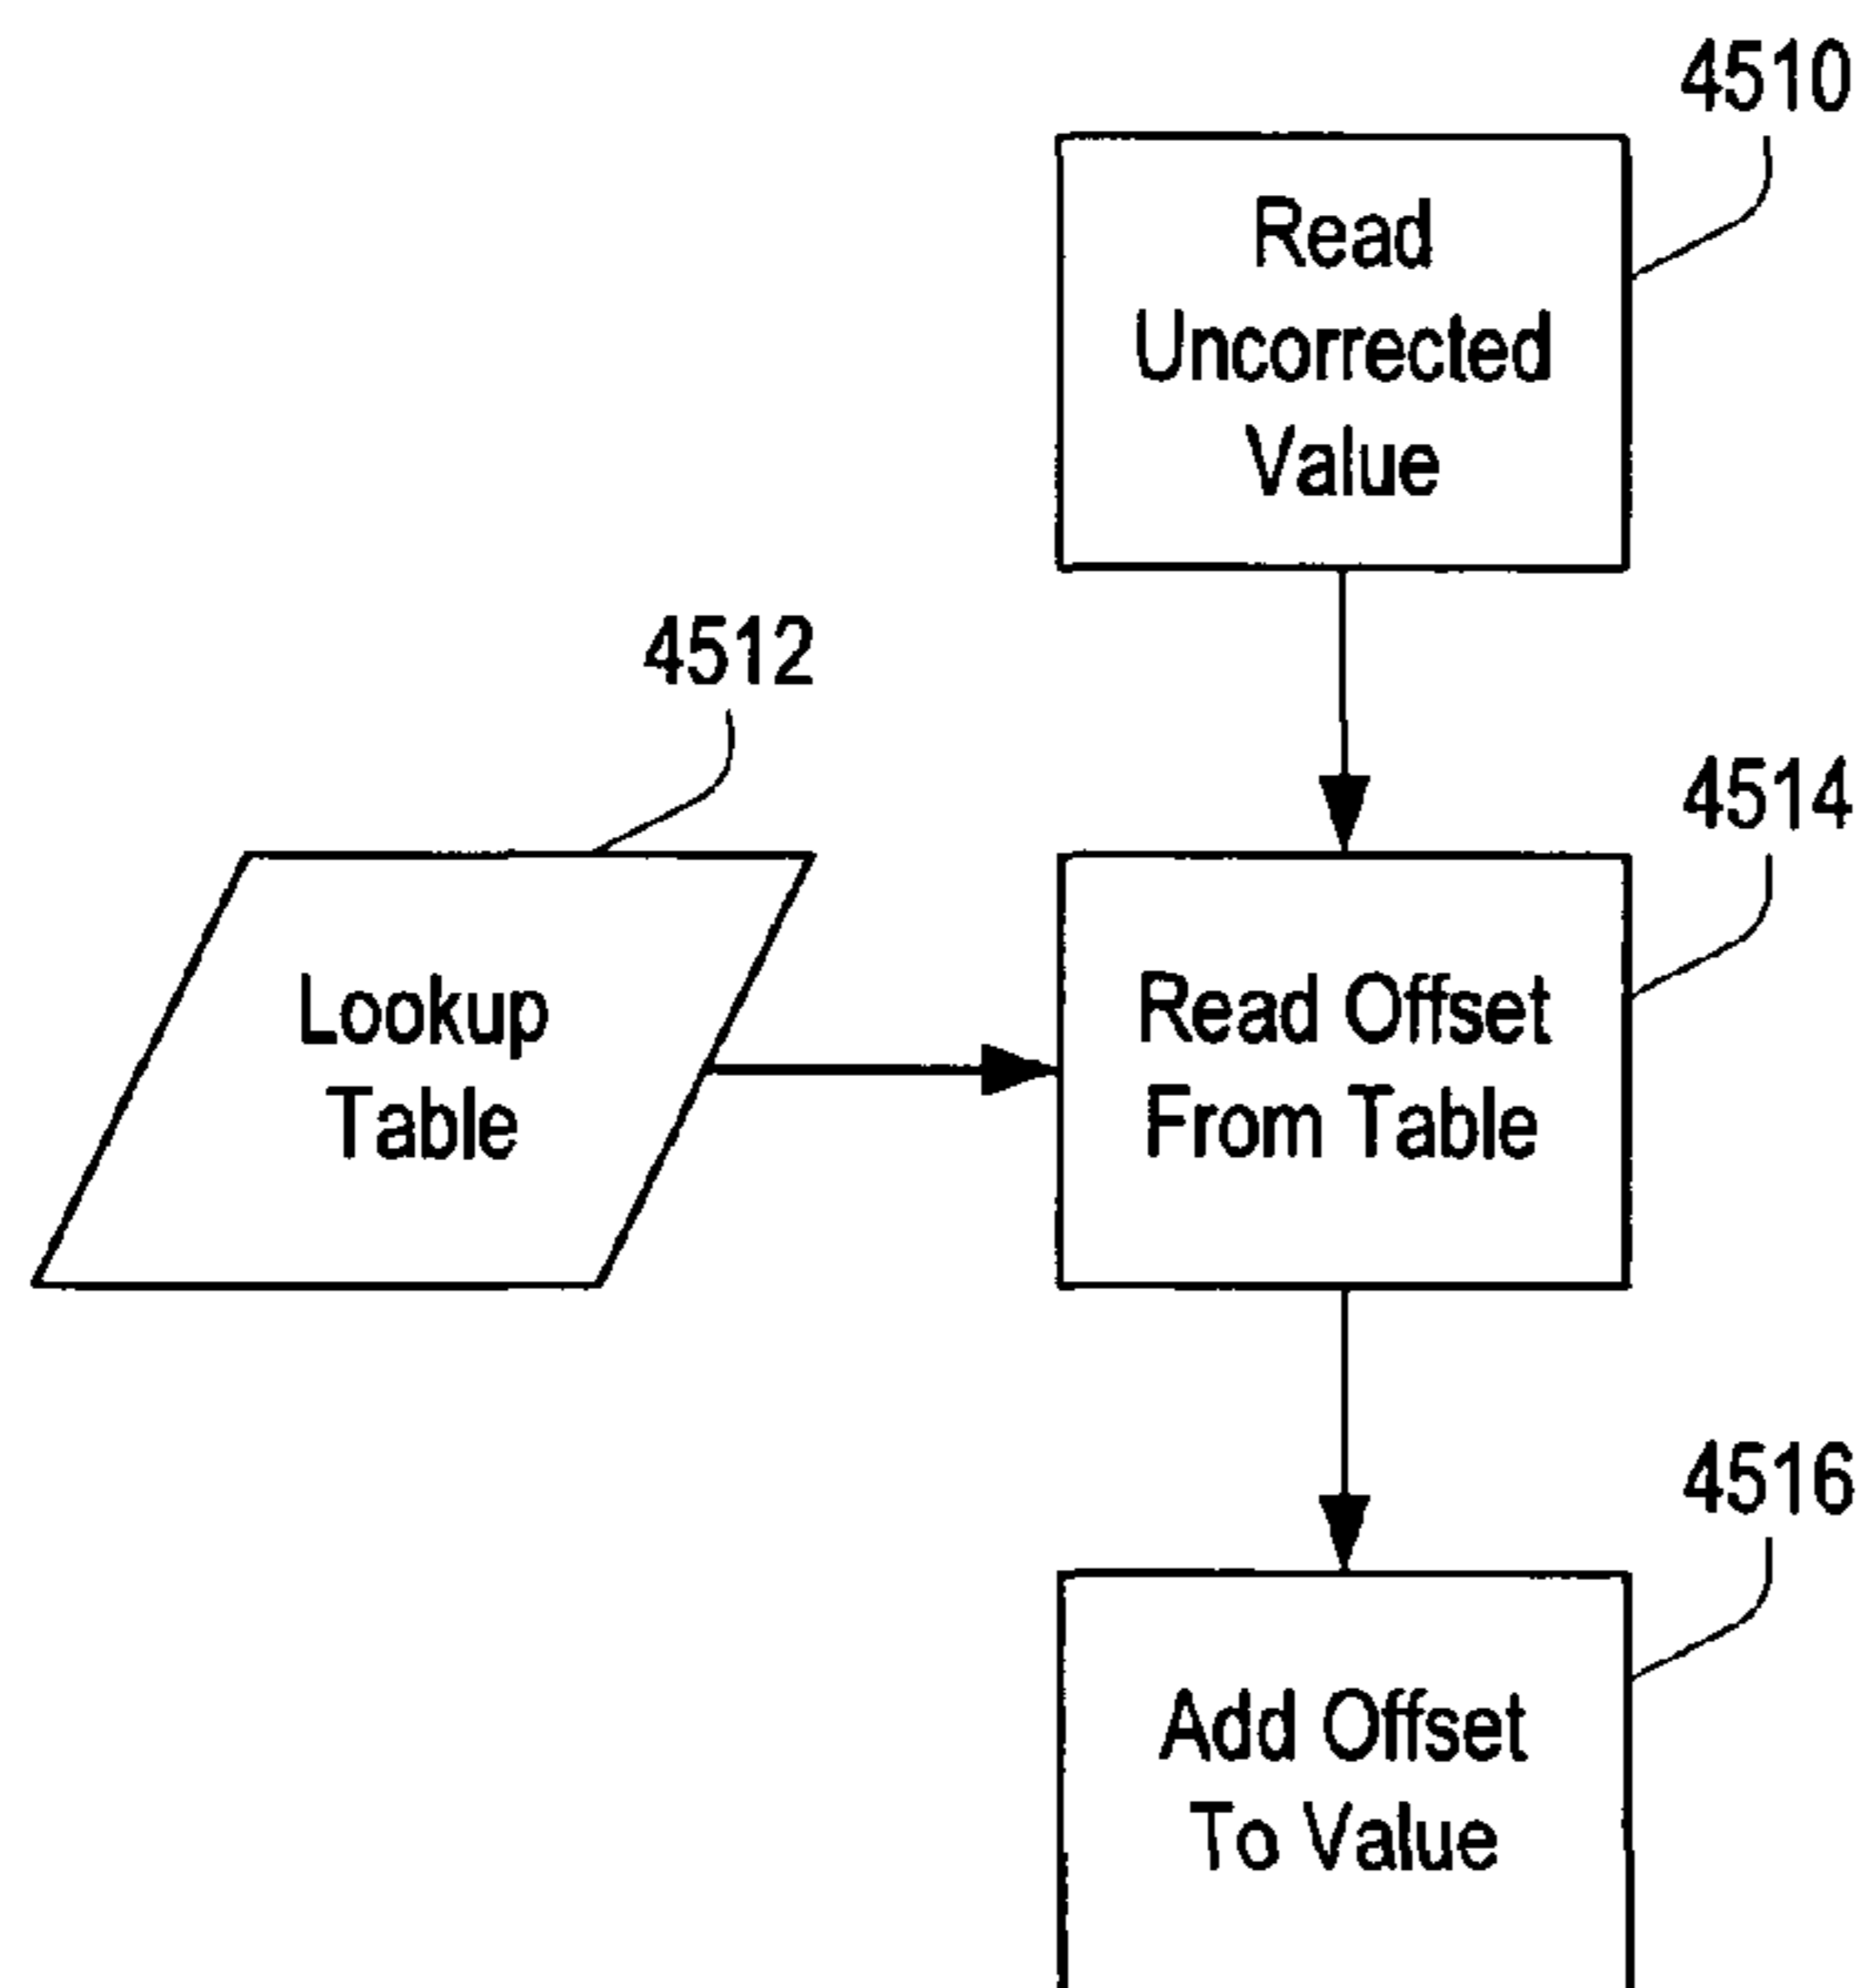 4510
Read
Uncorrected
Value
4512
Lookup
Table
4514
Read Offset
From Table
4516
Add Offset
To Value